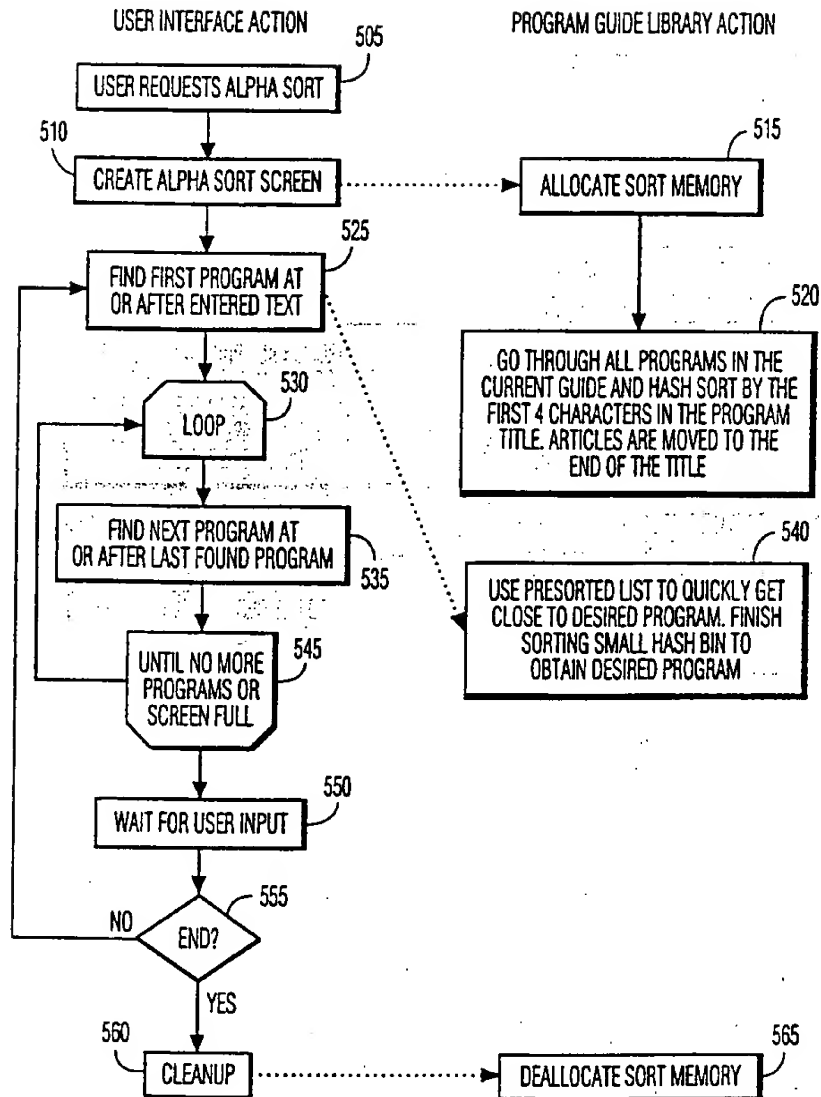 USER INTERFACE ACTION
PROGRAM GUIDE LIBRARY ACTION
505
USER REQUESTS ALPHA SORT
510
CREATE ALPHA SORT SCREEN
515
ALLOCATE SORT MEMORY
525
FIND FIRST PROGRAM AT
OR AFTER ENTERED TEXT
520
GO THROUGH ALL PROGRAMS IN THE
CURRENT GUIDE AND HASH SORT BY THE
FIRST 4 CHARACTERS IN THE PROGRAM
TITLE. ARTICLES ARE MOVED TO THE
END OF THE TITLE
530
LOOP
FIND NEXT PROGRAM AT
OR AFTER LAST FOUND PROGRAM
535
540
USE PRESORTED LIST TO QUICKLY GET
CLOSE TO DESIRED PROGRAM. FINISH
SORTING SMALL HASH BIN TO
OBTAIN DESIRED PROGRAM
545
UNTIL NO MORE
PROGRAMS OR
SCREEN FULL
550
WAIT FOR USER INPUT
555
NO
END?
YES
560
CLEANUP
565
DEALLOCATE SORT MEMORY